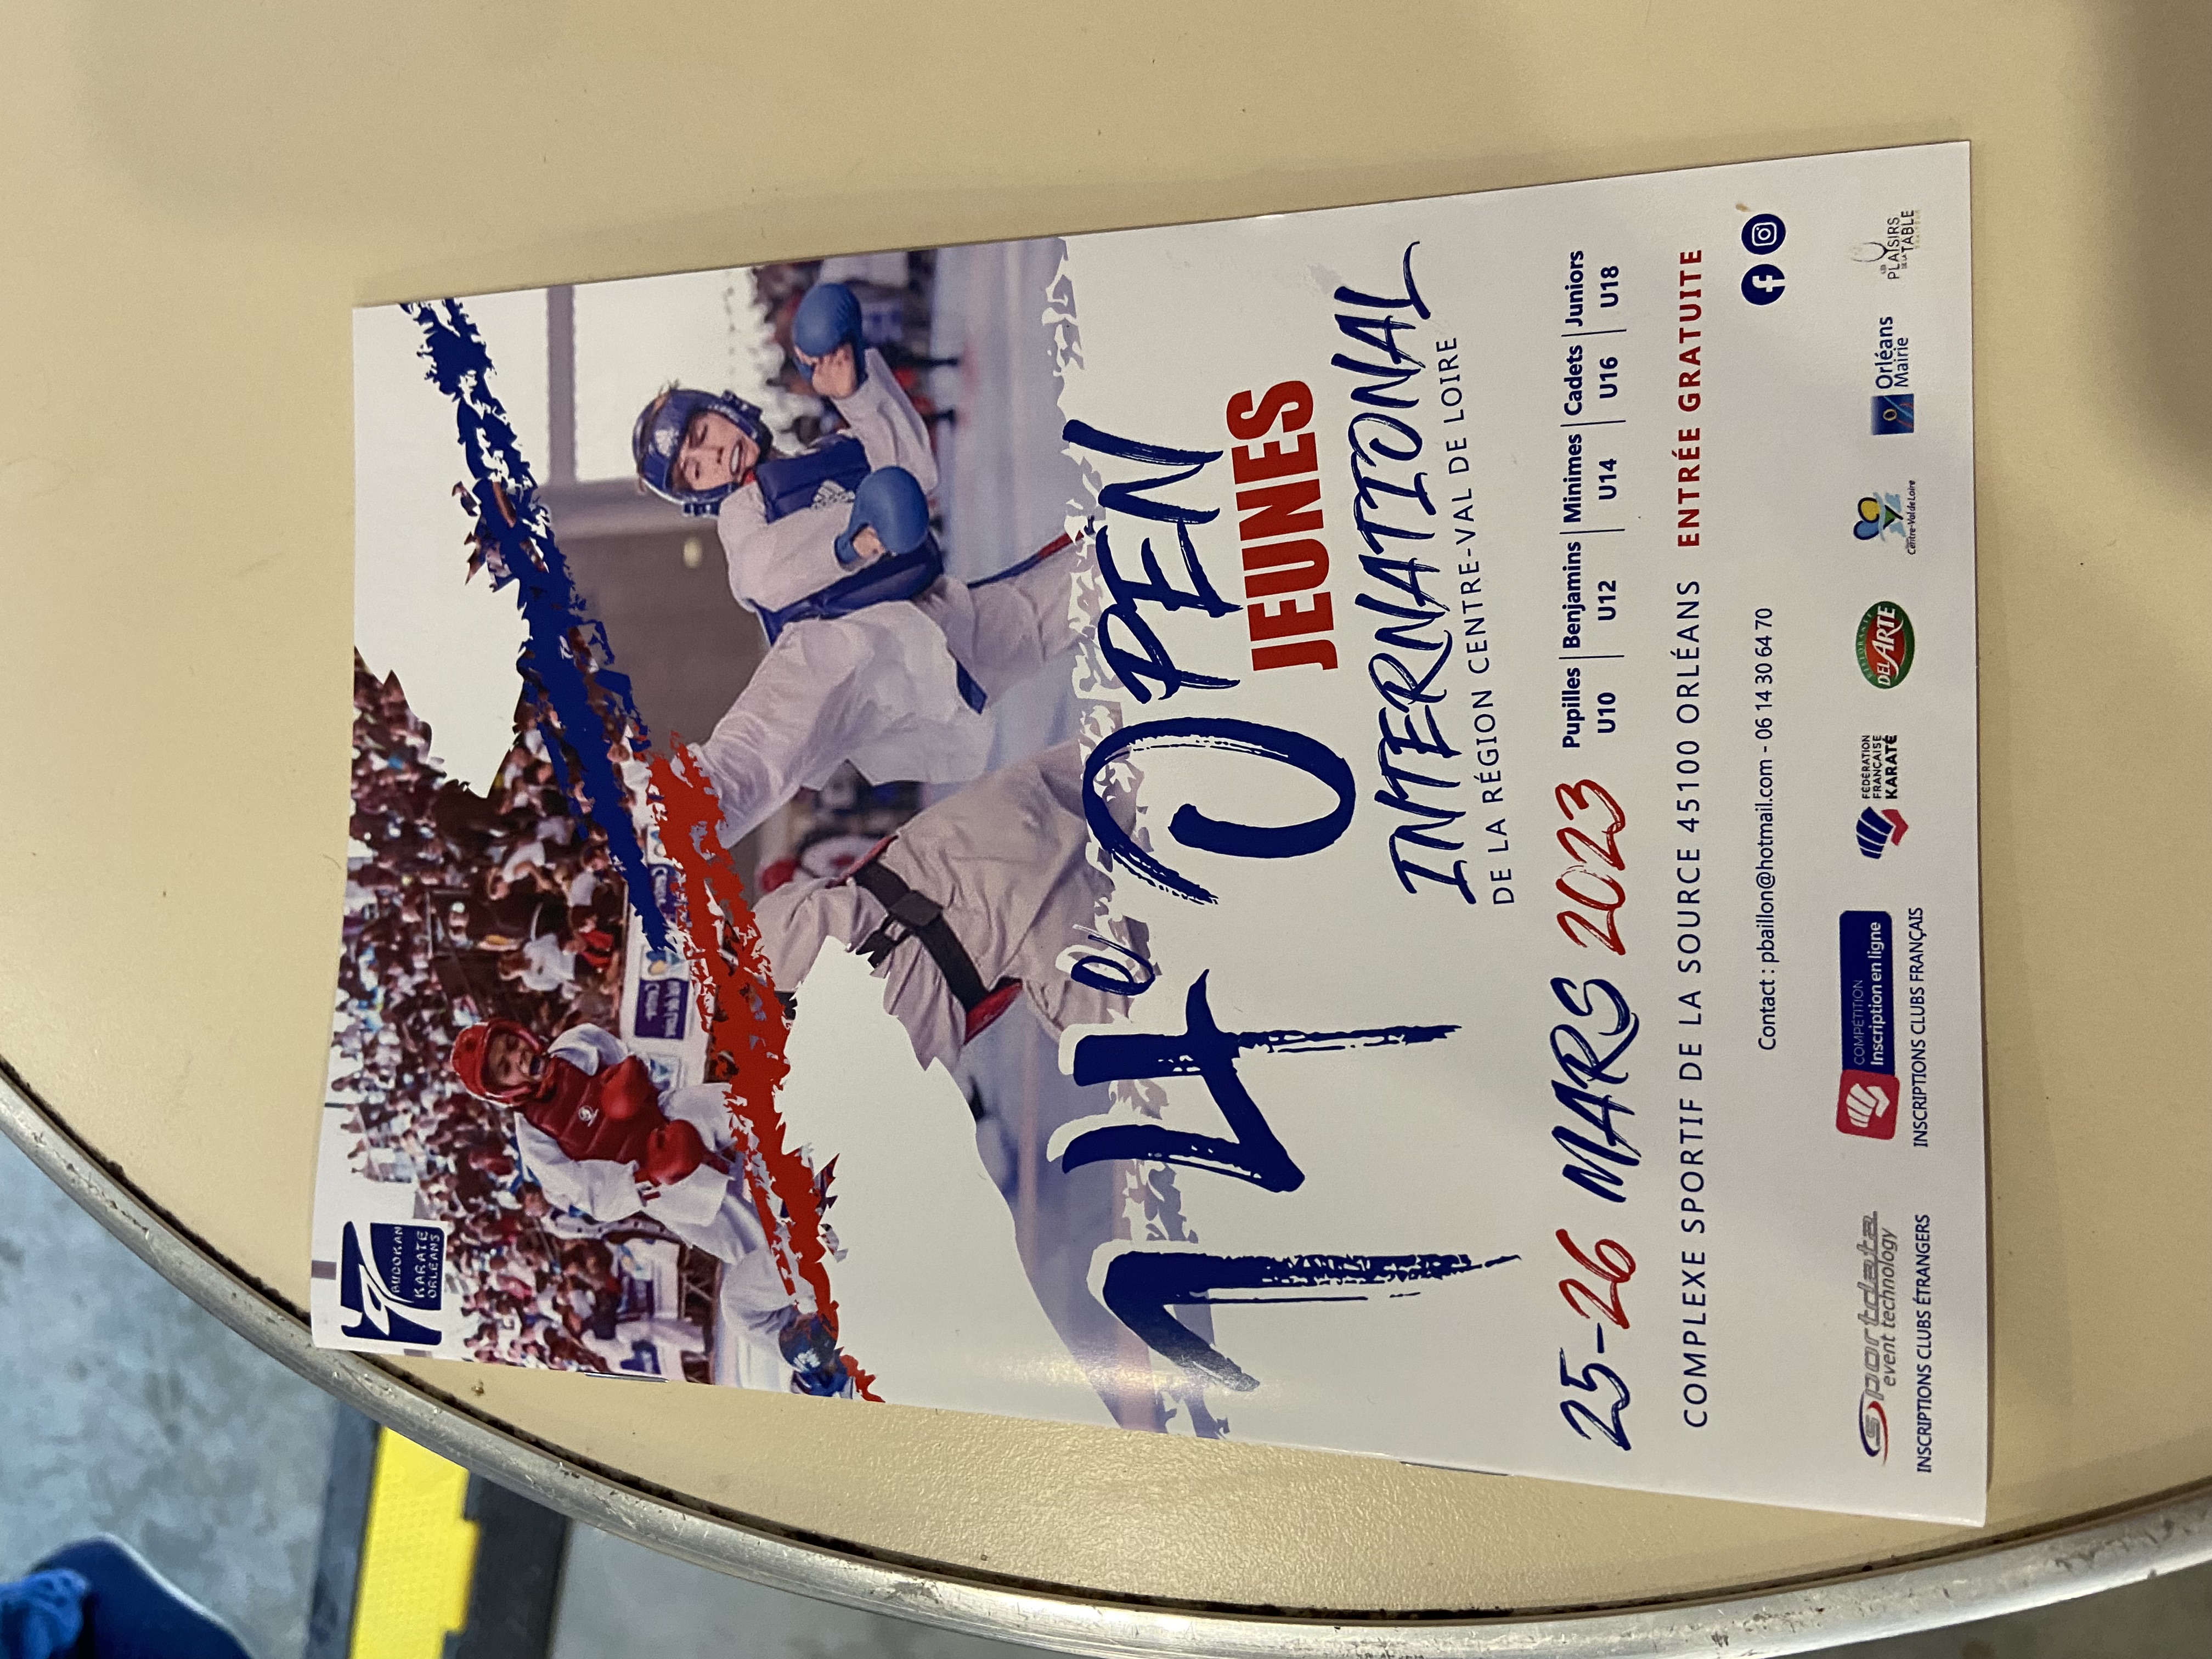 BUDOKAN
KARATE
ORLÉANS
14e OPEN
JEUNES
INTERNATIONAL
DE LA RÉGION CENTRE-VAL DE LOIRE
25-26 MARS 2023
Pupilles | Benjamins | Minimes | Cadets | Juniors
U10 | U12 | U14 | U16 | U18
COMPLEXE SPORTIF DE LA SOURCE 45100 ORLÉANS ENTRÉE GRATUITE
Contact : pbaillon@hotmail.com - 06 14 30 64 70
sportdata
event technology
INSCRIPTIONS CLUBS ÉTRANGERS
COMPÉTITION
Inscription en ligne
INSCRIPTIONS CLUBS FRANÇAIS
FÉDÉRATION
FRANÇAISE
KARATÉ
RISTORANTE
DEL ARTE
Centre-Val de Loire
Orléans
Mairie
LES
PLAISIRS
DE LA TABLE